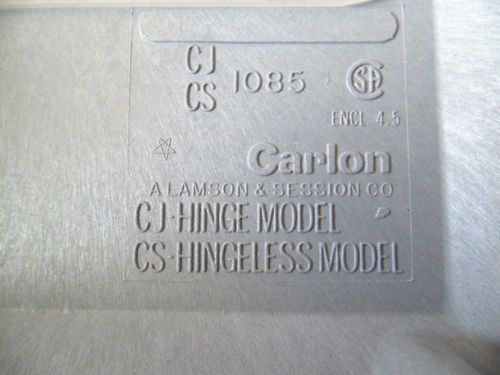 CJ
CS 1085
ENCL 4.5
Carlon
A LAMSON & SESSION CO
CJ-HINGE MODEL
CS-HINGELESS MODEL